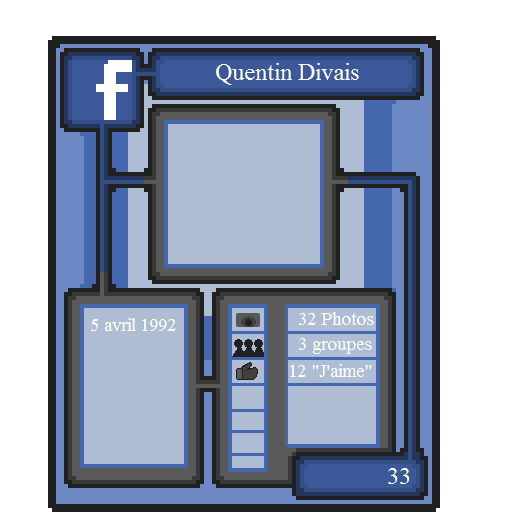 f
Quentin Divais
5 avril 1992
32 Photos
3 groupes
12 "J'aime"
33